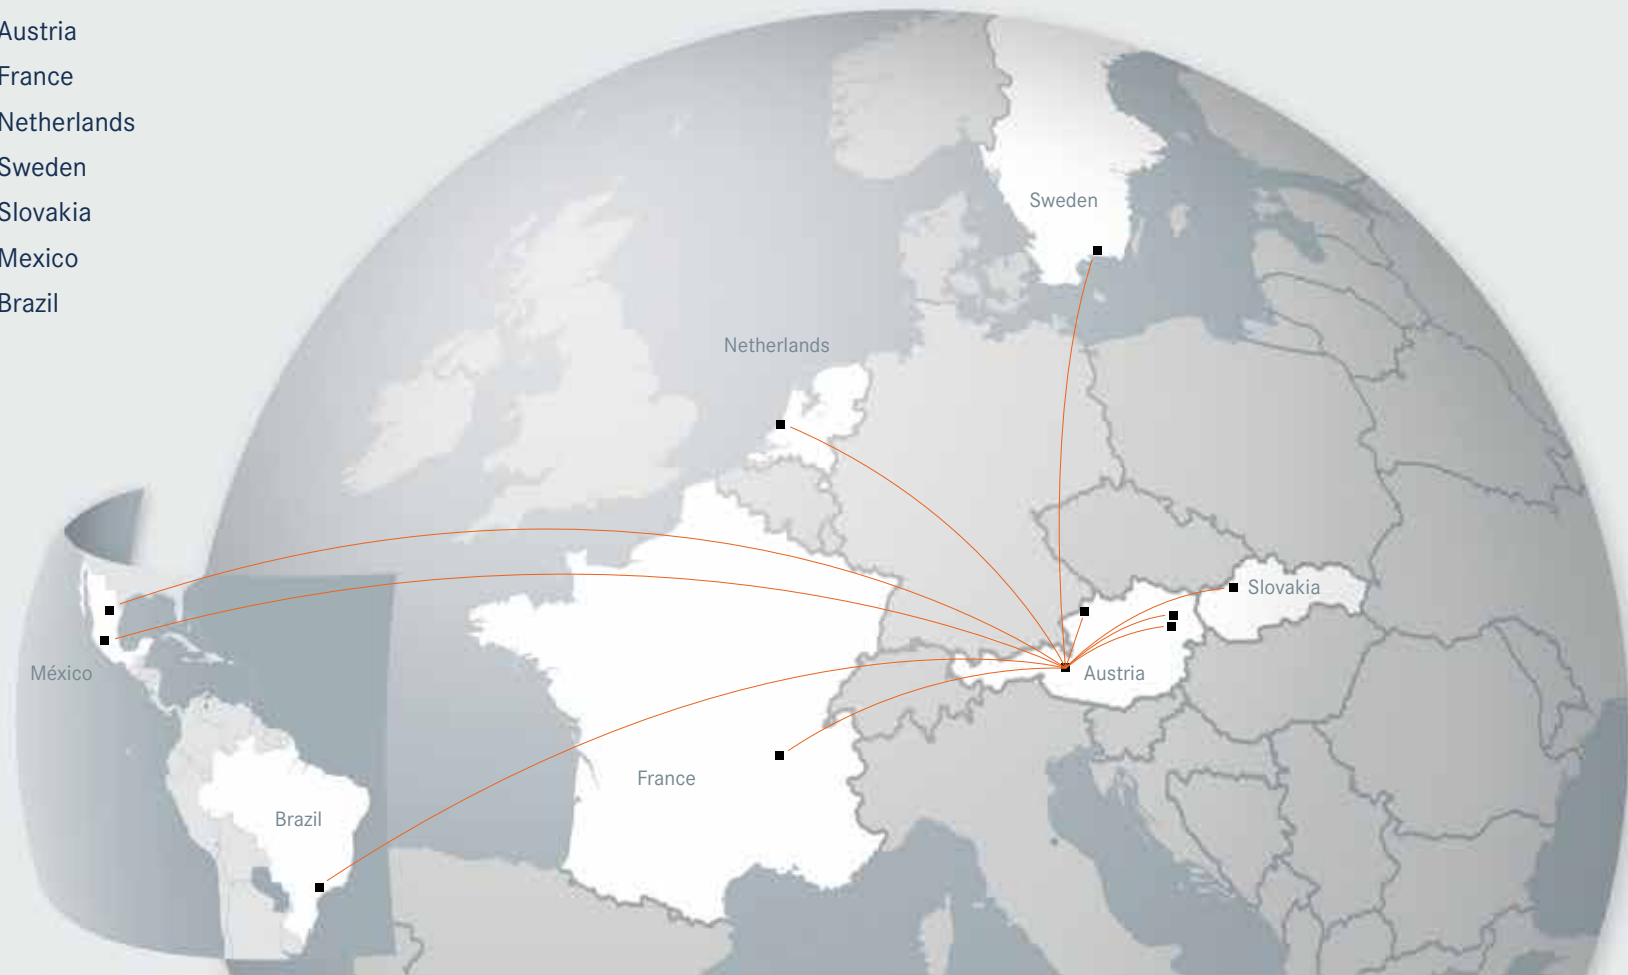 Austria
France
Netherlands
Sweden
Slovakia
Mexico
Brazil
Sweden
Netherlands
Slovakia
México
Austria
France
Brazil